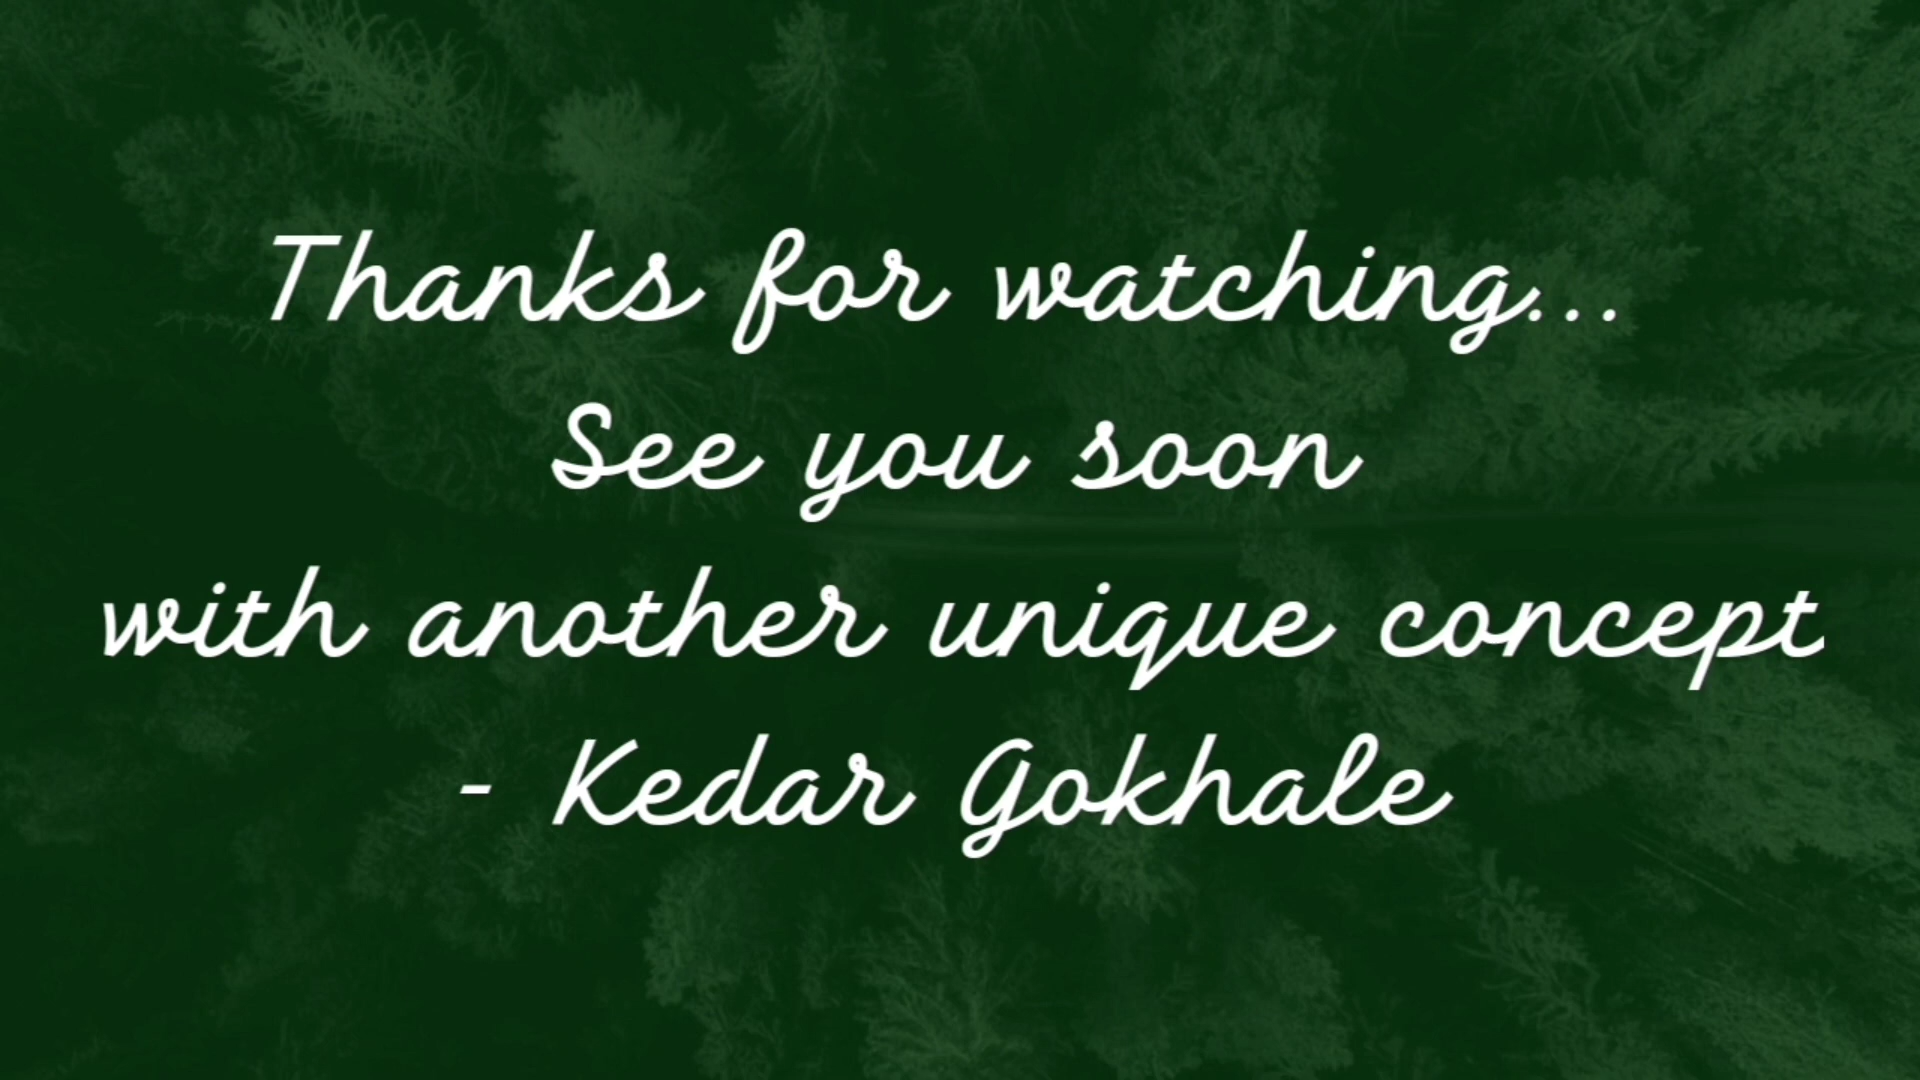 Thanks for watching...
See you soon
with another unique concept
- Kedar Gokhale